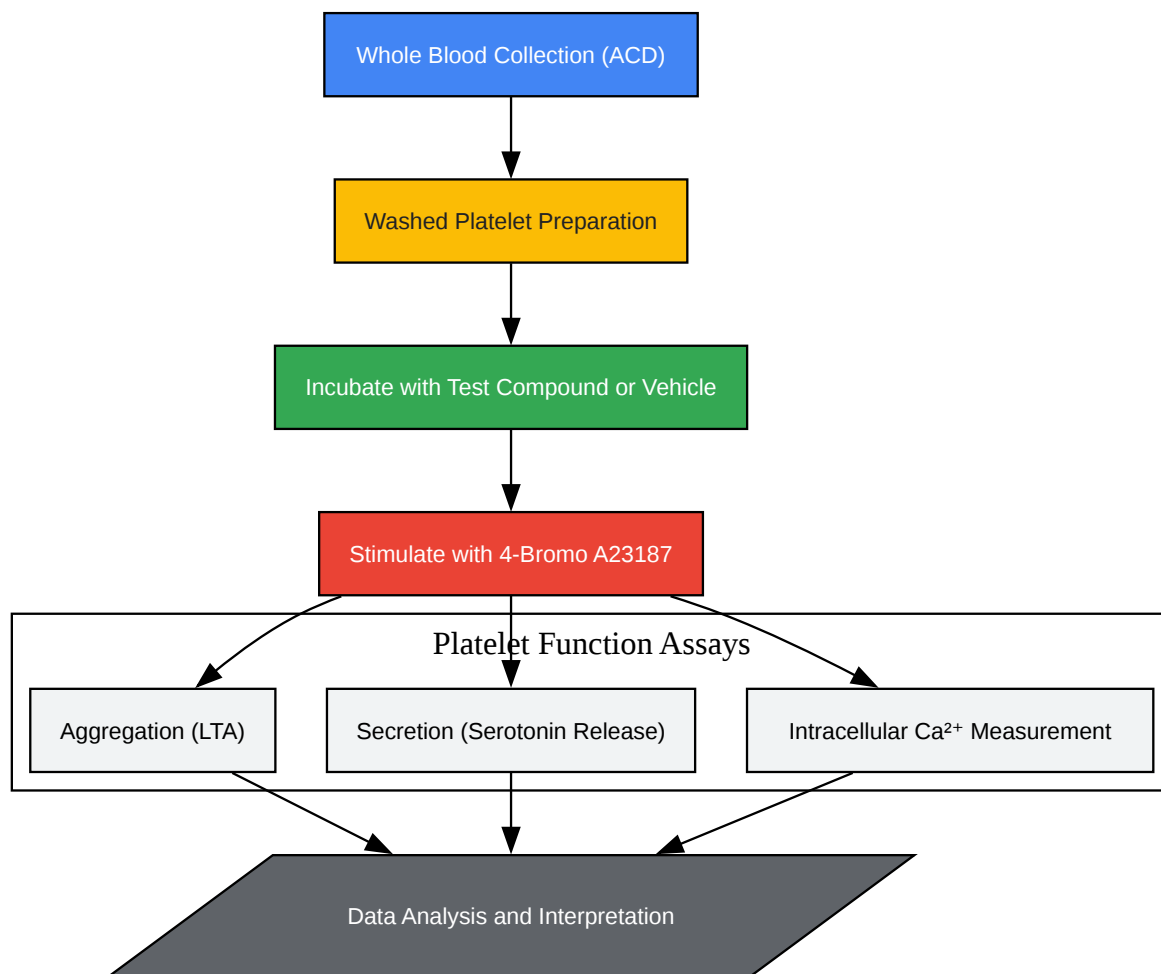 Whole Blood Collection (ACD)
Washed Platelet Preparation
Incubate with Test Compound or Vehicle
Stimulate with 4-Bromo A23187
Platelet Function Assays
Aggregation (LTA)
Secretion (Serotonin Release)
Intracellular Ca²⁺ Measurement
Data Analysis and Interpretation